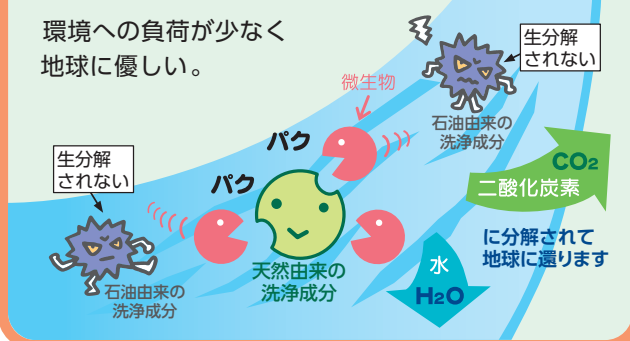 環境への負荷が少なく
地球に優しい。
生分解
されない
石油由来の
洗浄成分
微生物
パク
パク
生分解
されない
石油由来の
洗浄成分
天然由来の
洗浄成分
CO2
二酸化炭素
水
H2O
に分解されて
地球に還ります